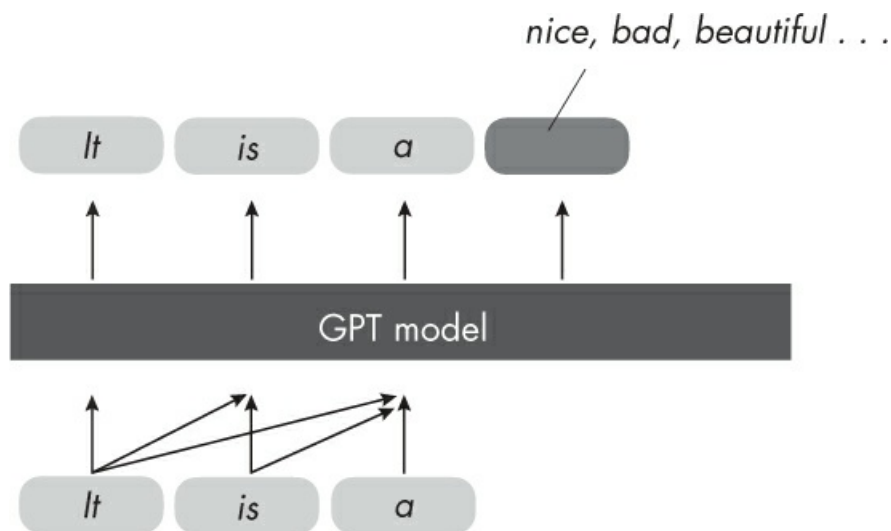 nice, bad, beautiful . . .
It is a
GPT model
It is a